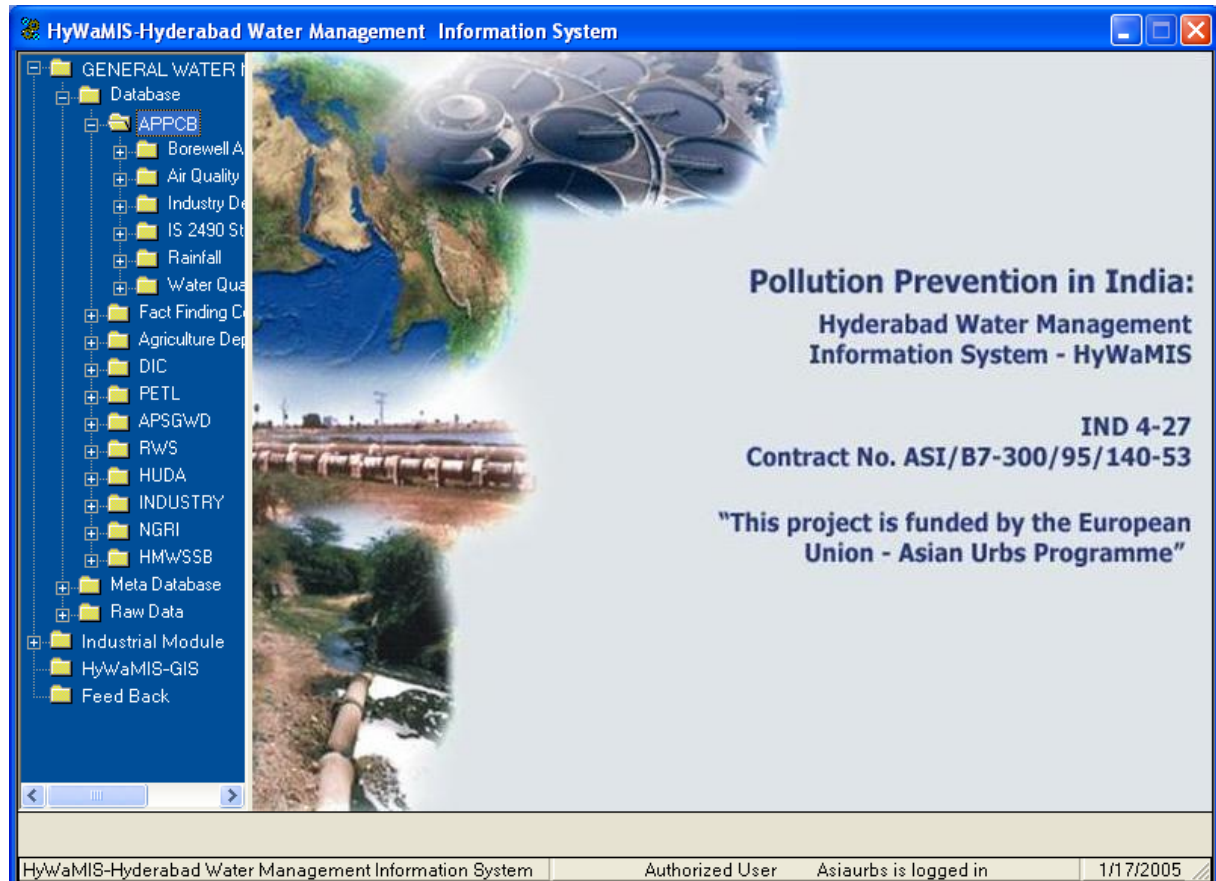 HyWaMIS-Hyderabad Water Management Information System
GENERAL WATER
Database
APPCB
Borewell A
Air Quality
Industry De
IS 2490 St
Rainfall
Water Qua
Fact Finding Co
Agriculture Dep
DIC
PETL
APSGWD
RWS
HUDA
INDUSTRY
NGRI
HMWSSB
Meta Database
Raw Data
Industrial Module
HyWaMIS-GIS
Feed Back
Pollution Prevention in India:
Hyderabad Water Management
Information System - HyWaMIS
IND 4-27
Contract No. ASI/B7-300/95/140-53
"This project is funded by the European
Union - Asian Urbs Programme”
HyWaMIS-Hyderabad Water Management Information System
Authorized User
Asiaurbs is logged in
1/17/2005